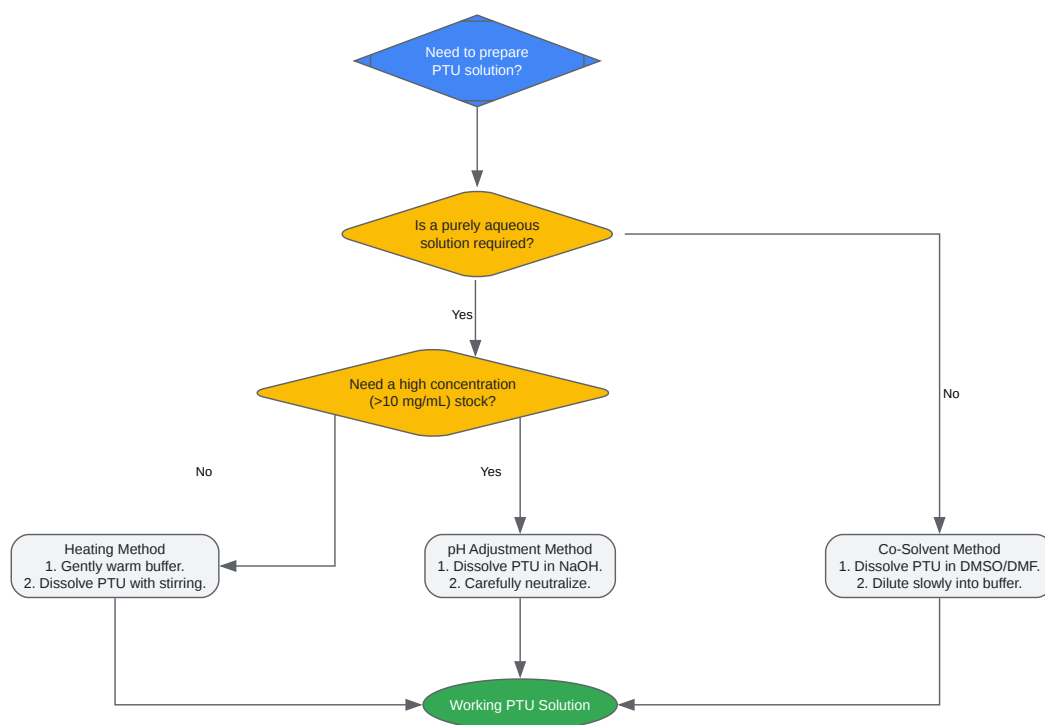 Need to prepare
PTU solution?
Is a purely aqueous
solution required?
Yes
Need a high concentration
(>10 mg/mL) stock?
No
No
Yes
Heating Method
1. Gently warm buffer.
2. Dissolve PTU with stirring.
pH Adjustment Method
1. Dissolve PTU in NaOH.
2. Carefully neutralize.
Co-Solvent Method
1. Dissolve PTU in DMSO/DMF.
2. Dilute slowly into buffer.
Working PTU Solution